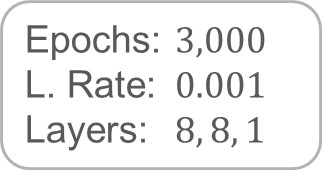 Epochs: 3,000
L. Rate: 0.001
Layers: 8, 8, 1